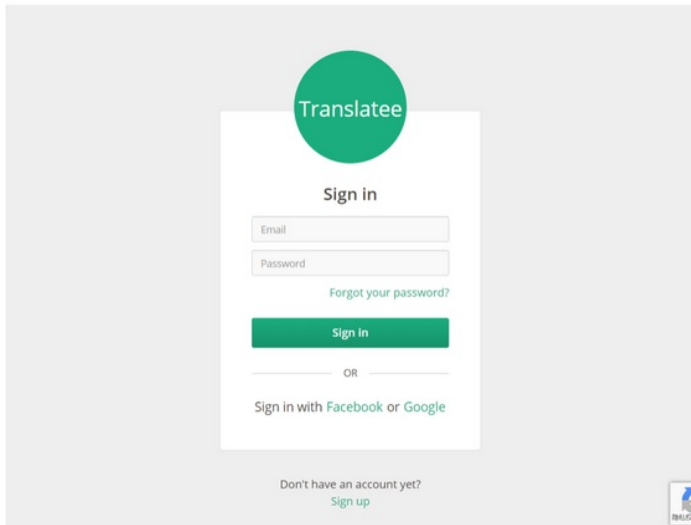 Translatee
Sign in
Email
Password
Forgot your password?
Sign in
OR
Sign in with Facebook or Google
Don't have an account yet?
Sign up